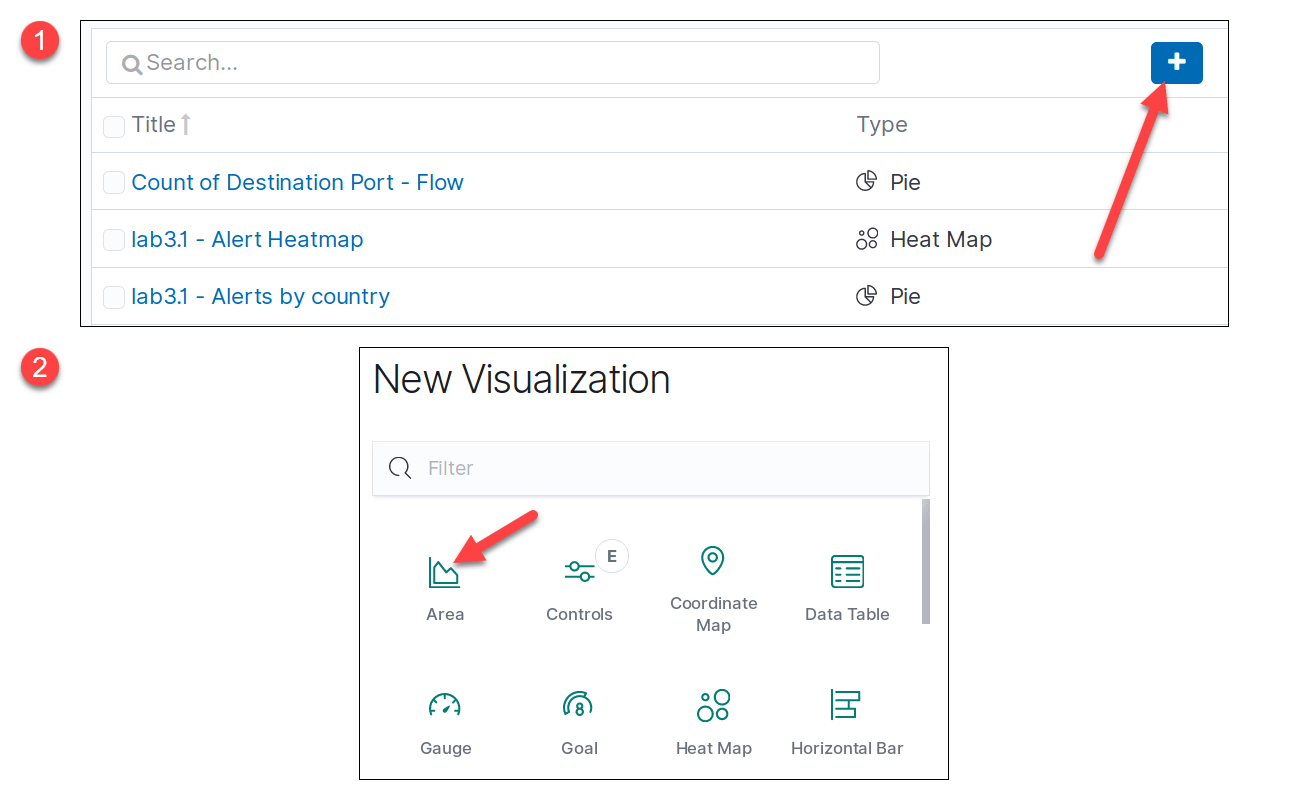 1
Search...
Title Type
Count of Destination Port - Flow Pie
lab3.1 - Alert Heatmap Heat Map
lab3.1 - Alerts by country Pie
2
New Visualization
Filter
E
Area Controls Coordinate Map Data Table
8
Gauge Goal Heat Map Horizontal Bar